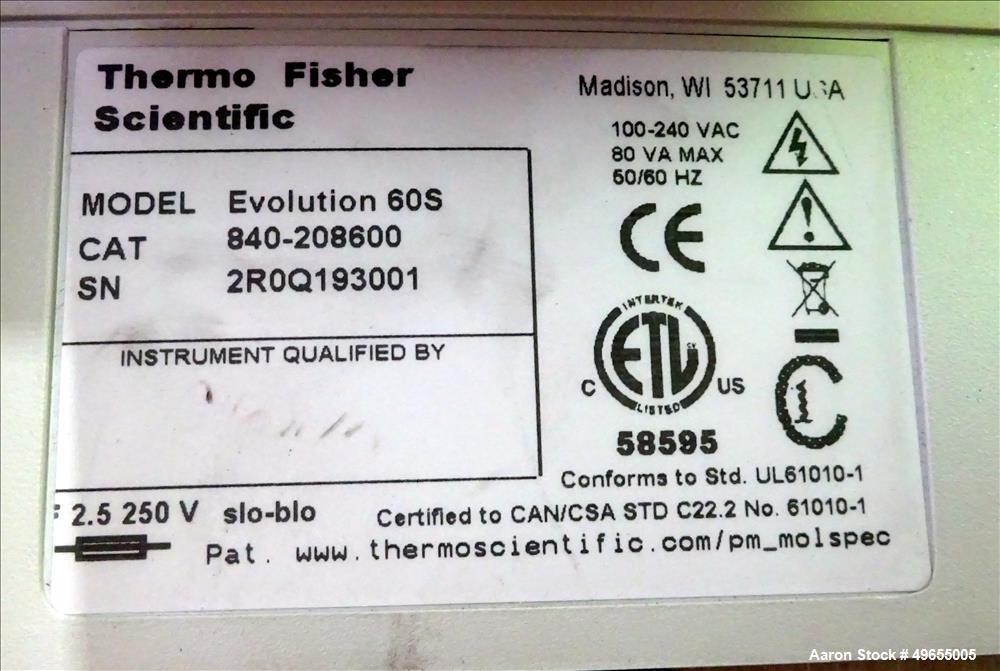 Thermo Fisher
Scientific
Madison, WI 53711 USA
100-240 VAC
80 VA MAX
50/60 HZ
MODEL Evolution 60S
CAT 840-208600
SN 2R0Q193001
CE
INSTRUMENT QUALIFIED BY
INTERTEK
ETL
LISTED
C US
58595
Conforms to Std. UL61010-1
2.5 250 V slo-blo
Certified to CAN/CSA STD C22.2 No. 61010-1
Pat. www.thermoscientific.com/pm_molspec
Aaron Stock # 49655005